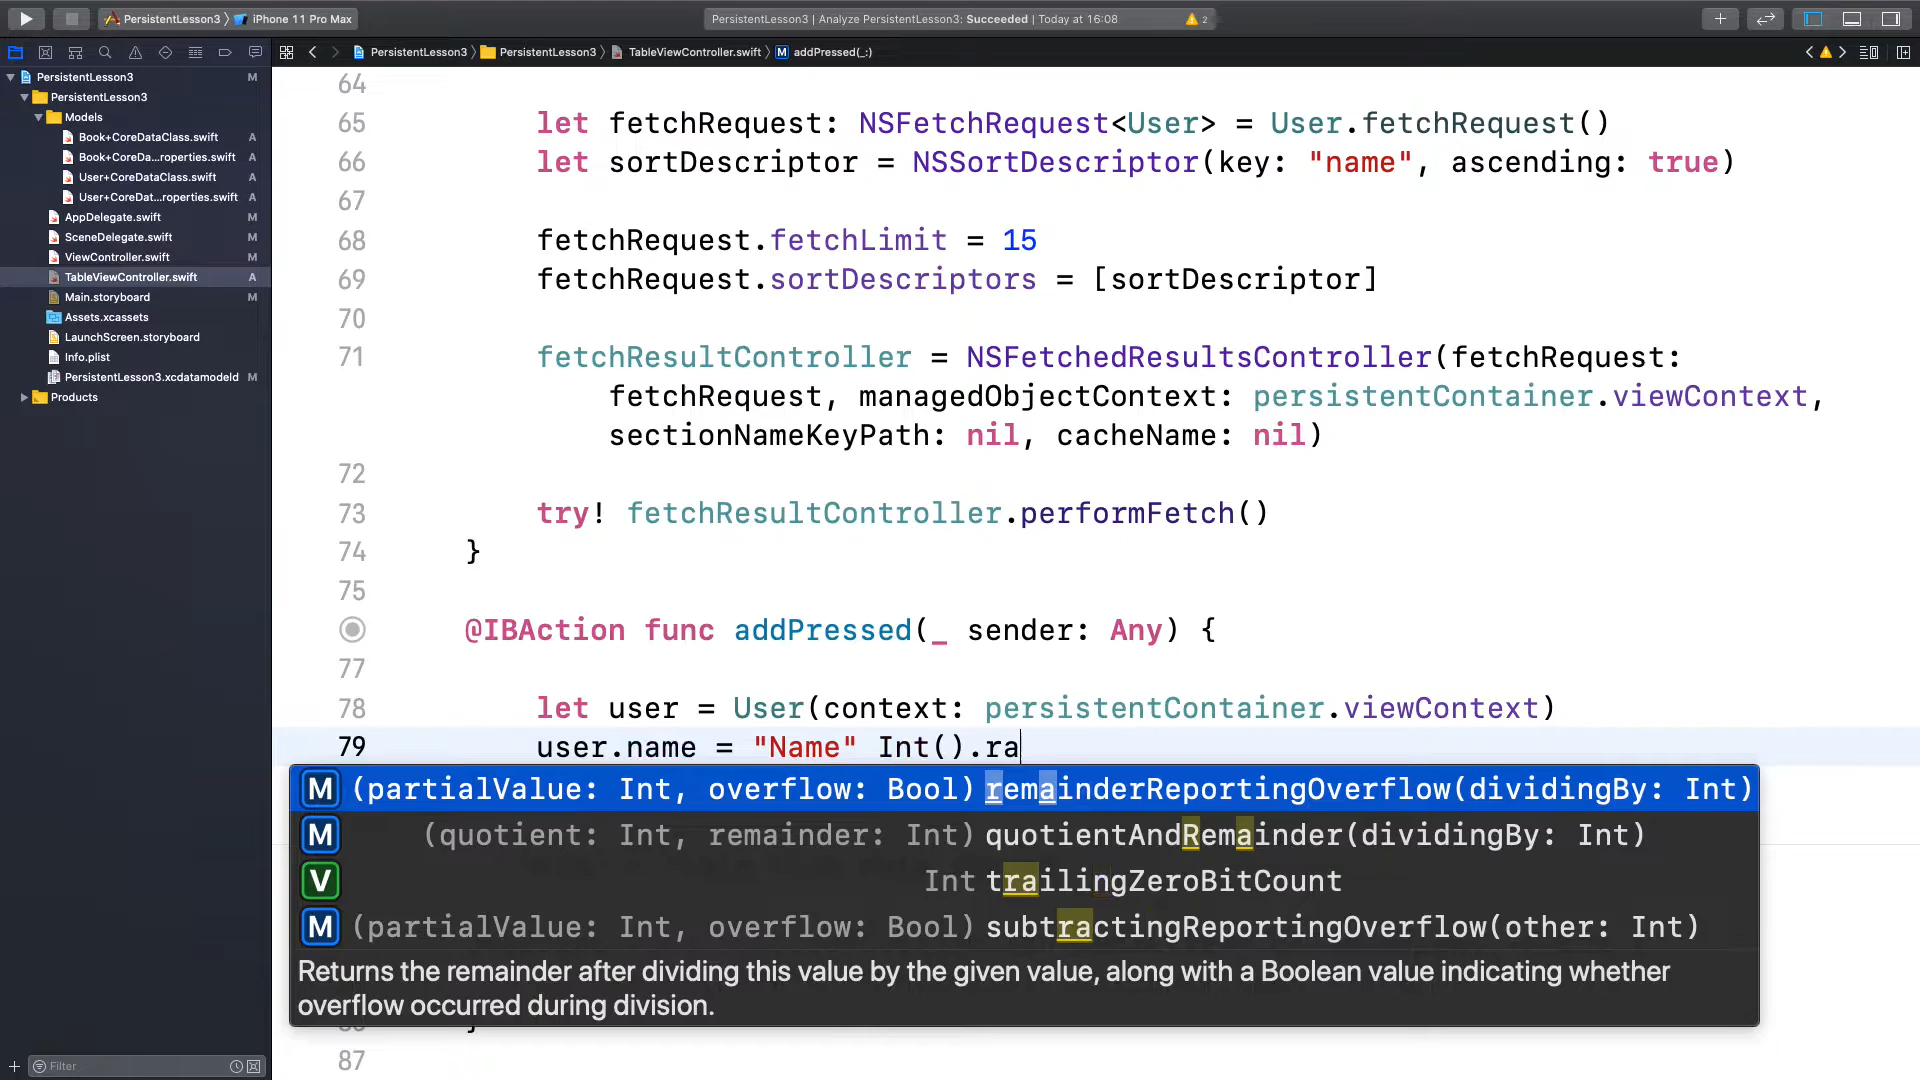 PersistentLesson3 〉 iPhone 11 Pro Max
PersistentLesson3 | Analyze PersistentLesson3: Succeeded | Today at 16:08
2
PersistentLesson3 〉 PersistentLesson3 〉 TableViewController.swift 〉 M addPressed(_:)
PersistentLesson3 M
PersistentLesson3
Models
Book+CoreDataClass.swift A
Book+CoreDa...roperties.swift A
User+CoreDataClass.swift A
User+CoreDat...roperties.swift A
AppDelegate.swift M
SceneDelegate.swift M
ViewController.swift M
TableViewController.swift A
Main.storyboard M
Assets.xcassets
LaunchScreen.storyboard
Info.plist
PersistentLesson3.xcdatamodeld M
Products
Filter
64
65 let fetchRequest: NSFetchRequest<User> = User.fetchRequest()
66 let sortDescriptor = NSSortDescriptor(key: "name", ascending: true)
67
68 fetchRequest.fetchLimit = 15
69 fetchRequest.sortDescriptors = [sortDescriptor]
70
71 fetchResultController = NSFetchedResultsController(fetchRequest:
fetchRequest, managedObjectContext: persistentContainer.viewContext,
sectionNameKeyPath: nil, cacheName: nil)
72
73 try! fetchResultController.performFetch()
74 }
75
@IBAction func addPressed(_ sender: Any) {
77
78 let user = User(context: persistentContainer.viewContext)
79 user.name = "Name" Int().ra
M (partialValue: Int, overflow: Bool) remainderReportingOverflow(dividingBy: Int)
M (quotient: Int, remainder: Int) quotientAndRemainder(dividingBy: Int)
V Int trailingZeroBitCount
M (partialValue: Int, overflow: Bool) subtractingReportingOverflow(other: Int)
Returns the remainder after dividing this value by the given value, along with a Boolean value indicating whether
overflow occurred during division.
87